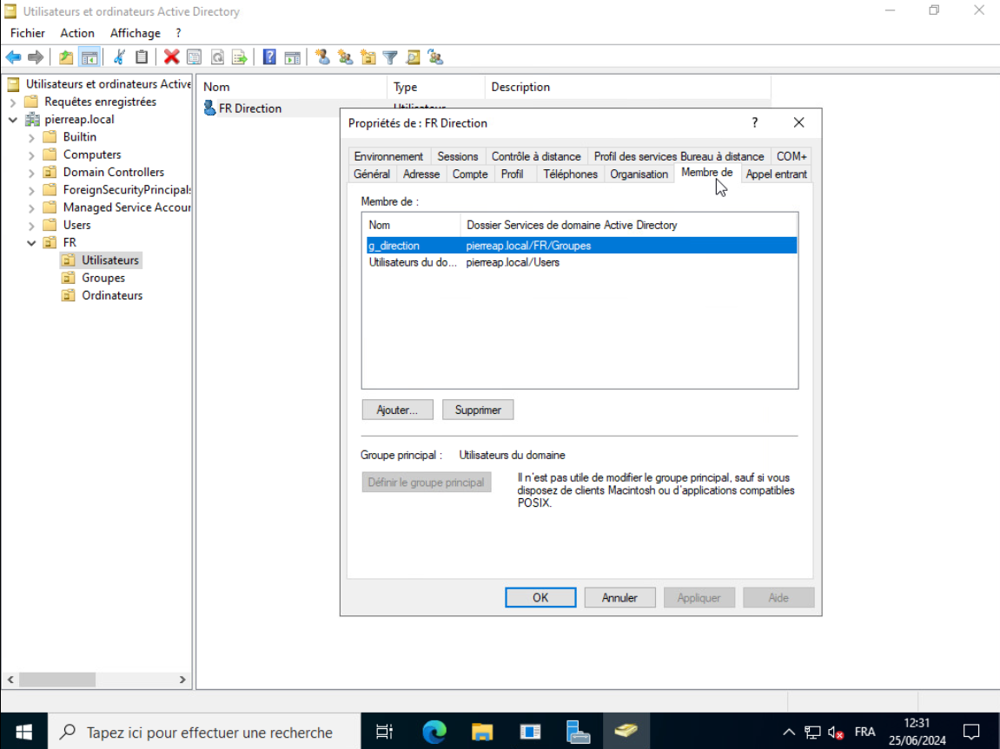 Utilisateurs et ordinateurs Active Directory
Fichier Action Affichage ?
Utilisateurs et ordinateurs Active
Requêtes enregistrées
pierreap.local
Builtin
Computers
Domain Controllers
ForeignSecurityPrincipals
Managed Service Accour
Users
FR
Utilisateurs
Groupes
Ordinateurs
Nom Type Description
FR Direction Utilisateur
Propriétés de : FR Direction ?
Environnement Sessions Contrôle à distance Profil des services Bureau à distance COM+
Général Adresse Compte Profil Téléphones Organisation Membre de Appel entrant
Membre de :
Nom Dossier Services de domaine Active Directory
g_direction pierreap.local/FR/Groupes
Utilisateurs du do... pierreap.local/Users
Ajouter... Supprimer
Groupe principal : Utilisateurs du domaine
Définir le groupe principal
Il n'est pas utile de modifier le groupe principal, sauf si vous
disposez de clients Macintosh ou d'applications compatibles
POSIX.
OK Annuler Appliquer Aide
Tapez ici pour effectuer une recherche
FRA
12:31
25/06/2024